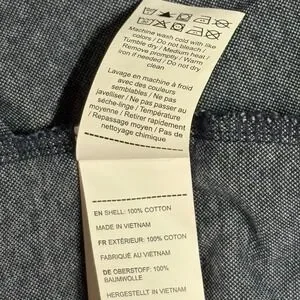 Machine wash cold with like
colors / Do not bleach /
Tumble dry / Medium heat /
Remove promptly / Warm
iron if needed / Do not dry
clean
Lavage en machine à froid
avec des couleurs
semblables / Ne pas
javelliser / Ne pas passer au
sèche-linge / Température
moyenne / Retirer rapidement
/ Repassage moyen / Pas de
nettoyage chimique
EN SHELL: 100% COTTON
MADE IN VIETNAM
FR EXTÉRIEUR: 100% COTON
FABRIQUÉ AU VIETNAM
DE OBERSTOFF: 100%
BAUMWOLLE
HERGESTELLT IN VIETNAM